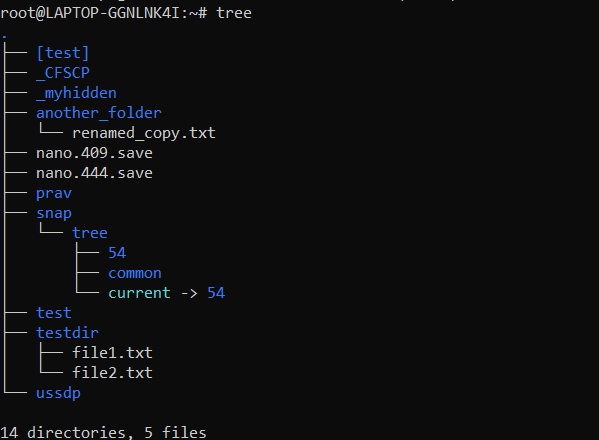 root@LAPTOP-GGNLNK4I:~# tree
.
├── [test]
├── _CFSCP
├── _myhidden
├── another_folder
│   └── renamed_copy.txt
├── nano.409.save
├── nano.444.save
├── prav
├── snap
│   └── tree
│       ├── 54
│       ├── common
│       └── current -> 54
├── test
├── testdir
│   ├── file1.txt
│   └── file2.txt
└── ussdp
14 directories, 5 files